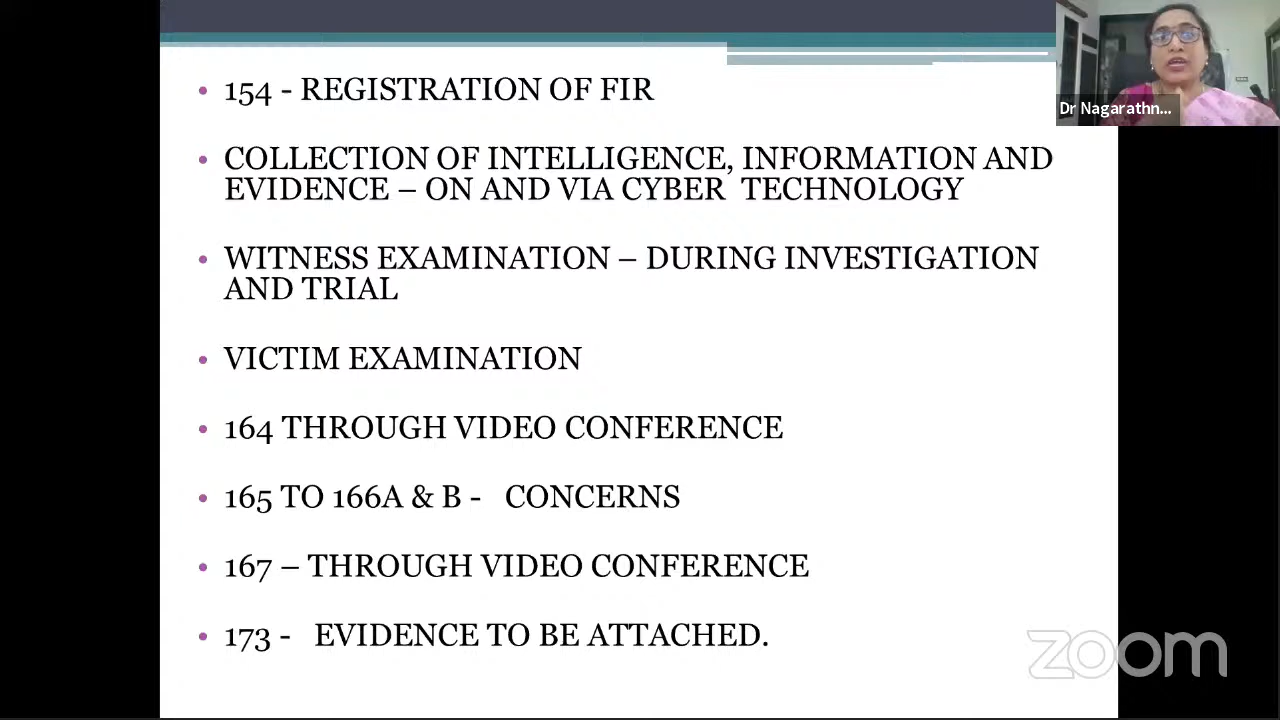 154 - REGISTRATION OF FIR
COLLECTION OF INTELLIGENCE, INFORMATION AND
EVIDENCE – ON AND VIA CYBER TECHNOLOGY
WITNESS EXAMINATION – DURING INVESTIGATION
AND TRIAL
VICTIM EXAMINATION
164 THROUGH VIDEO CONFERENCE
165 TO 166A & B - CONCERNS
167 – THROUGH VIDEO CONFERENCE
173 - EVIDENCE TO BE ATTACHED.
Dr Nagarathn...
zoom